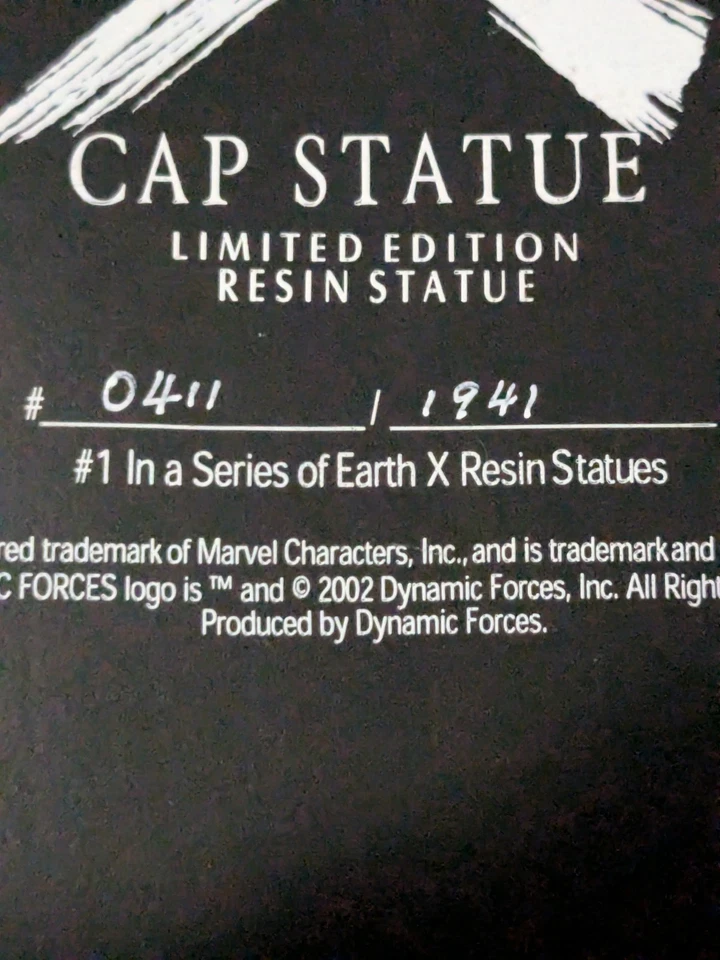 CAP STATUE
LIMITED EDITION
RESIN STATUE
# 0411 / 1941
#1 In a Series of Earth X Resin Statues
red trademark of Marvel Characters, Inc., and is trademark and
C FORCES logo is ™ and © 2002 Dynamic Forces, Inc. All Right
Produced by Dynamic Forces.